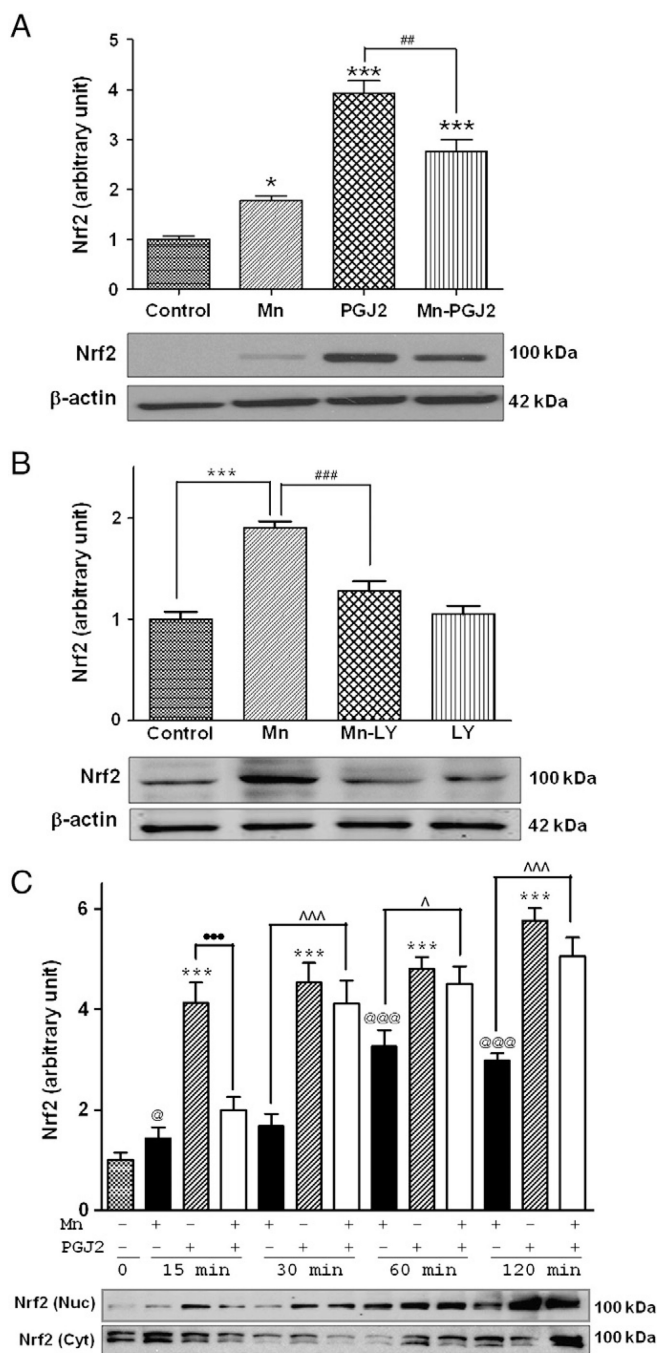 A
Nrf2 (arbitrary unit)
5
4
3
2
1
0
*
***
##
***
Control Mn PGJ2 Mn-PGJ2
Nrf2 100 kDa
β-actin 42 kDa
B
Nrf2 (arbitrary unit)
2
1
0
*** ###
Control Mn Mn-LY LY
Nrf2 100 kDa
β-actin 42 kDa
C
Nrf2 (arbitrary unit)
6
4
2
0
@ *** ••• ^^^ *** @@@ ^ *** @@@ ^^^ ***
Mn − + − + + − + + − + + − +
PGJ2 − − + + − + + − + + − + +
0 15 min 30 min 60 min 120 min
Nrf2 (Nuc) 100 kDa
Nrf2 (Cyt) 100 kDa